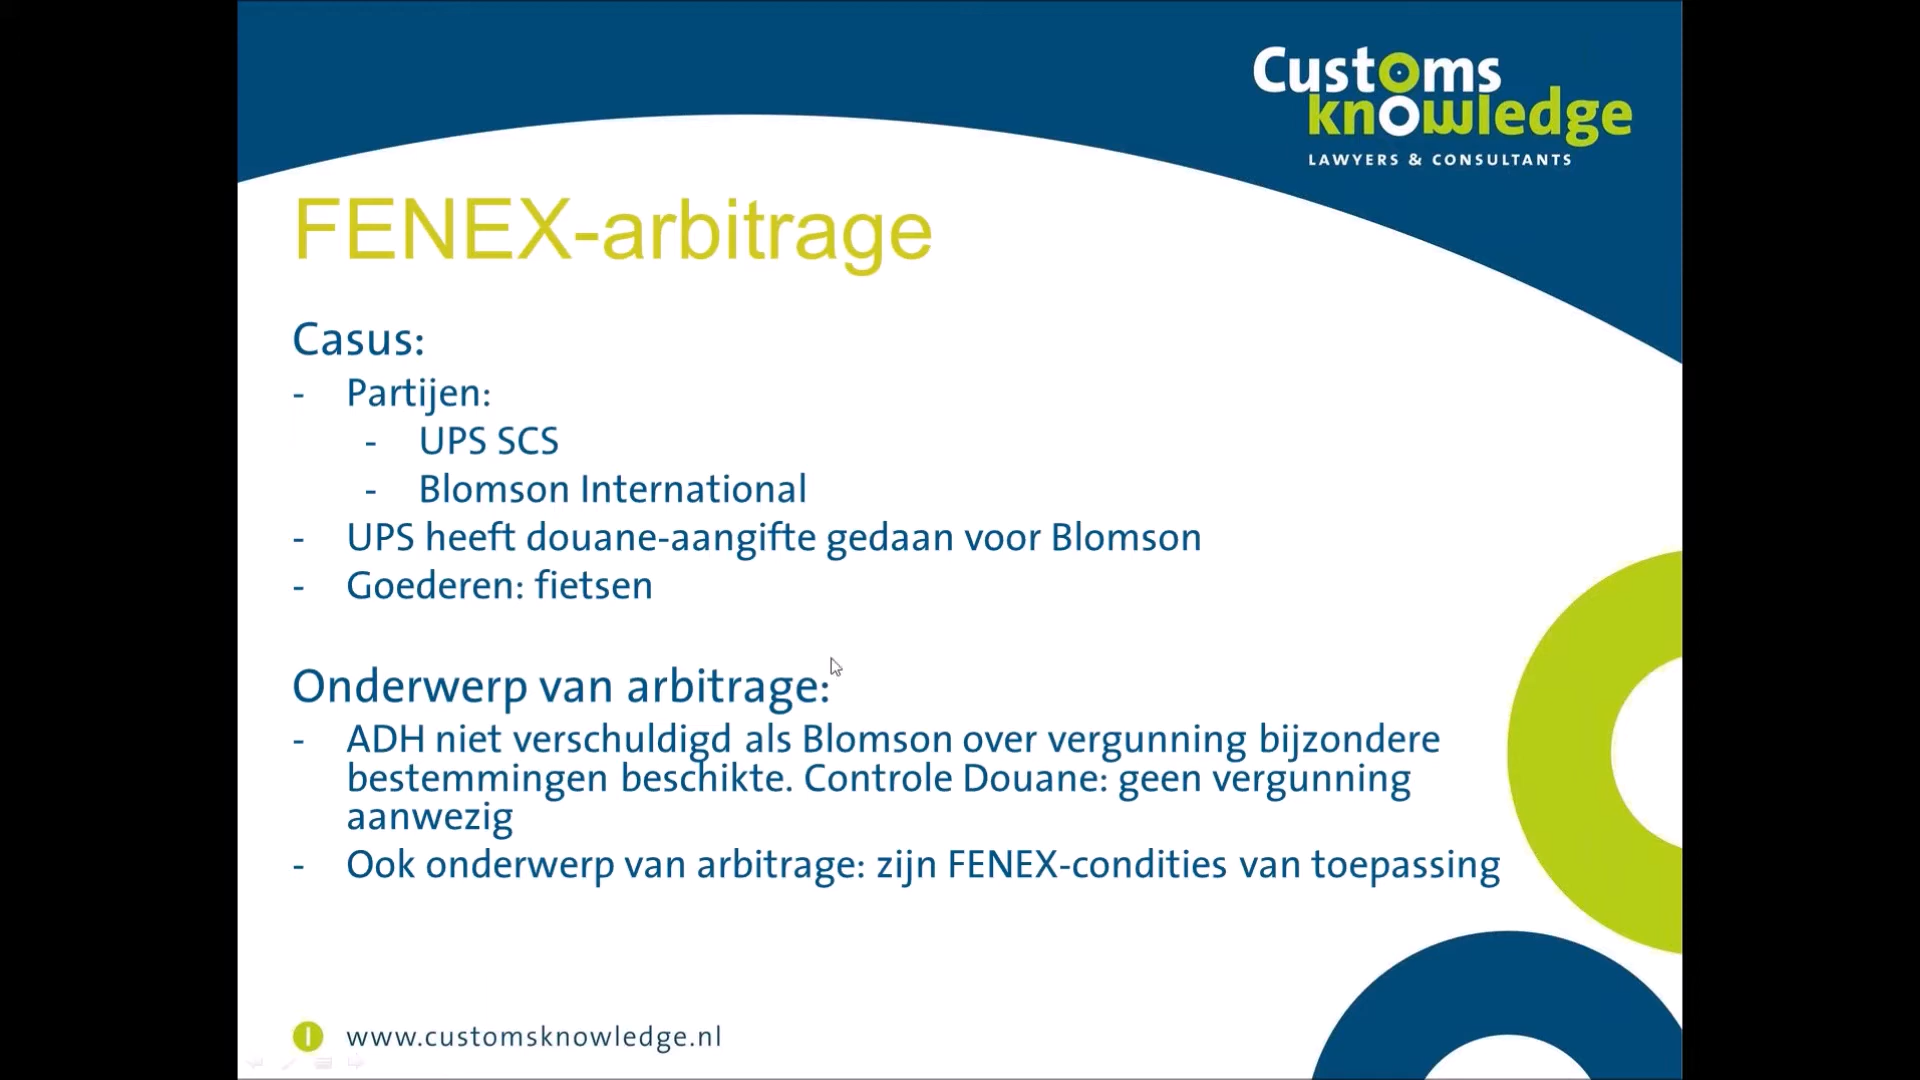 Customs
knowledge
LAWYERS & CONSULTANTS
FENEX-arbitrage
Casus:
- Partijen:
- UPS SCS
- Blomson International
- UPS heeft douane-aangifte gedaan voor Blomson
- Goederen: fietsen
Onderwerp van arbitrage:
- ADH niet verschuldigd als Blomson over vergunning bijzondere
bestemmingen beschikte. Controle Douane: geen vergunning
aanwezig
- Ook onderwerp van arbitrage: zijn FENEX-condities van toepassing
www.customsknowledge.nl